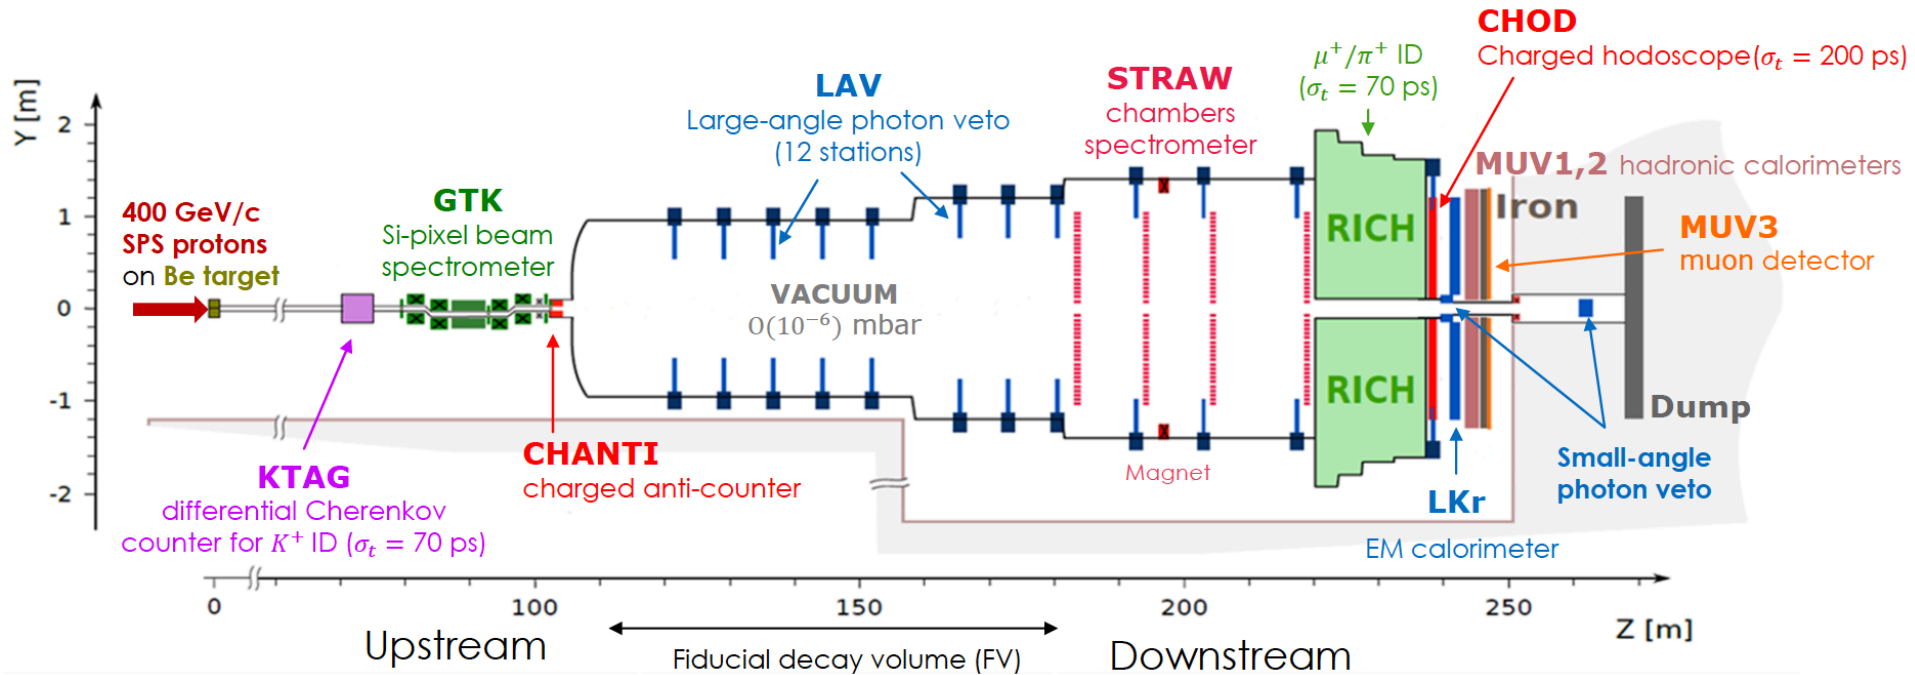 CHOD
Charged hodoscope(σt = 200 ps)
μ+/π+ ID
(σt = 70 ps)
LAV
Large-angle photon veto
(12 stations)
STRAW
chambers
spectrometer
MUV1,2 hadronic calorimeters
Iron
MUV3
muon detector
Y [m]
2
1
0
-1
-2
400 GeV/c
SPS protons
on Be target
GTK
Si-pixel beam
spectrometer
VACUUM
O(10−6) mbar
RICH
RICH
Dump
KTAG
differential Cherenkov
counter for K+ ID (σt = 70 ps)
CHANTI
charged anti-counter
Magnet
LKr
EM calorimeter
Small-angle
photon veto
0
100
150
200
250
Z [m]
Upstream
Fiducial decay volume (FV)
Downstream